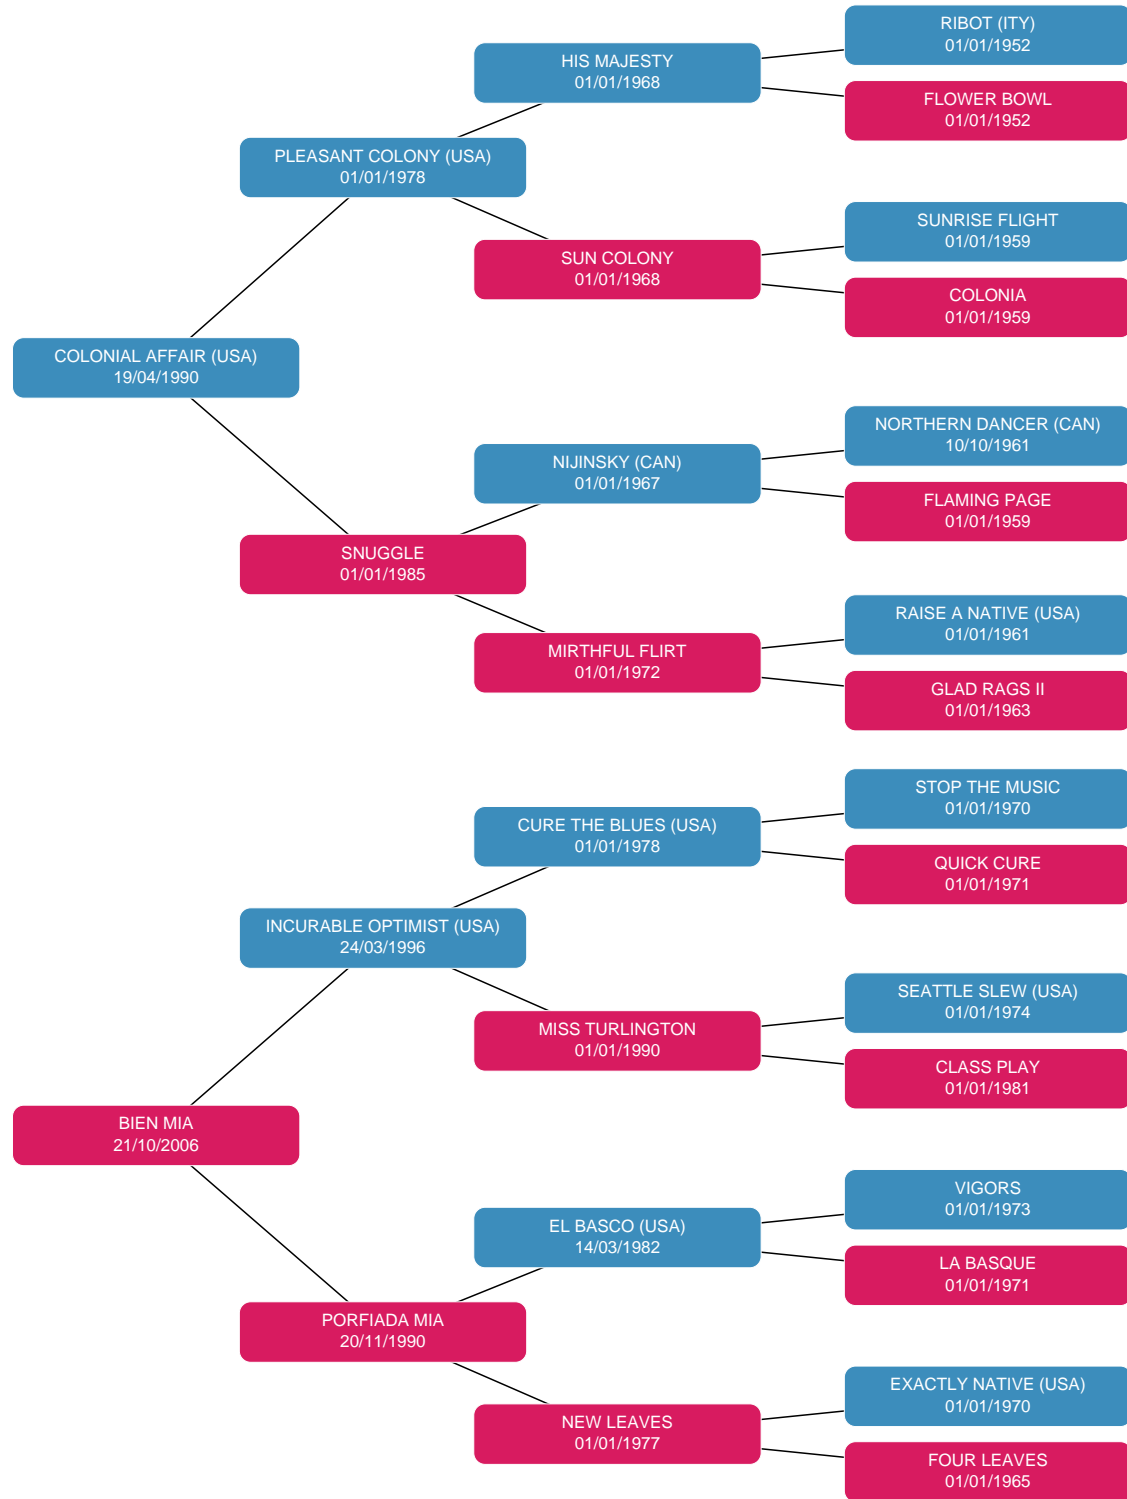 RIBOT (ITY)
01/01/1952
HIS MAJESTY
01/01/1968
FLOWER BOWL
01/01/1952
PLEASANT COLONY (USA)
01/01/1978
SUNRISE FLIGHT
01/01/1959
SUN COLONY
01/01/1968
COLONIA
01/01/1959
COLONIAL AFFAIR (USA)
19/04/1990
NORTHERN DANCER (CAN)
10/10/1961
NIJINSKY (CAN)
01/01/1967
FLAMING PAGE
01/01/1959
SNUGGLE
01/01/1985
RAISE A NATIVE (USA)
01/01/1961
MIRTHFUL FLIRT
01/01/1972
GLAD RAGS II
01/01/1963
STOP THE MUSIC
01/01/1970
CURE THE BLUES (USA)
01/01/1978
QUICK CURE
01/01/1971
INCURABLE OPTIMIST (USA)
24/03/1996
SEATTLE SLEW (USA)
01/01/1974
MISS TURLINGTON
01/01/1990
CLASS PLAY
01/01/1981
BIEN MIA
21/10/2006
VIGORS
01/01/1973
EL BASCO (USA)
14/03/1982
LA BASQUE
01/01/1971
PORFIADA MIA
20/11/1990
EXACTLY NATIVE (USA)
01/01/1970
NEW LEAVES
01/01/1977
FOUR LEAVES
01/01/1965